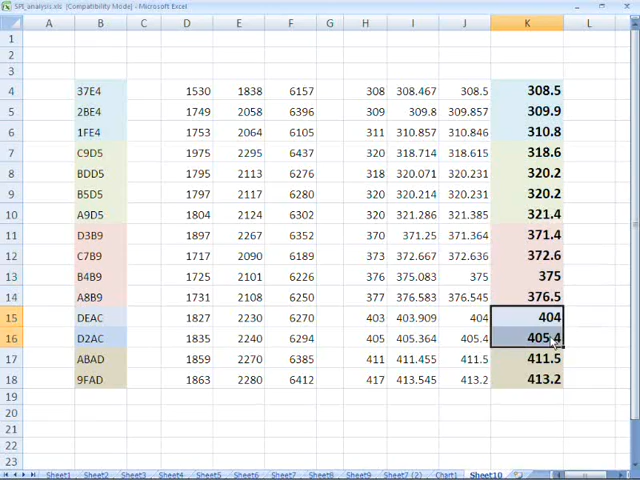 SPI_analysis.xls [Compatibility Mode] - Microsoft Excel
A B C D E F G H I J K L
1
2
3
4 37E4 1530 1838 6157 308 308.467 308.5 308.5
5 2BE4 1749 2058 6396 309 309.8 309.857 309.9
6 1FE4 1753 2064 6105 311 310.857 310.846 310.8
7 C9D5 1975 2295 6437 320 318.714 318.615 318.6
8 BDD5 1795 2113 6276 318 320.071 320.231 320.2
9 B5D5 1797 2117 6280 320 320.214 320.231 320.2
10 A9D5 1804 2124 6302 320 321.286 321.385 321.4
11 D3B9 1897 2267 6352 370 371.25 371.364 371.4
12 C7B9 1717 2090 6189 373 372.667 372.636 372.6
13 B4B9 1725 2101 6226 376 375.083 375 375
14 A8B9 1731 2108 6250 377 376.583 376.545 376.5
15 DEAC 1827 2230 6270 403 403.909 404 404
16 D2AC 1835 2240 6294 405 405.364 405.4 405.4
17 ABAD 1859 2270 6385 411 411.455 411.5 411.5
18 9FAD 1863 2280 6412 417 413.545 413.2 413.2
19
20
21
22
23
Sheet1 Sheet2 Sheet3 Sheet4 Sheet5 Sheet6 Sheet7 Sheet8 Sheet9 Sheet7 (2) Chart1 Sheet10